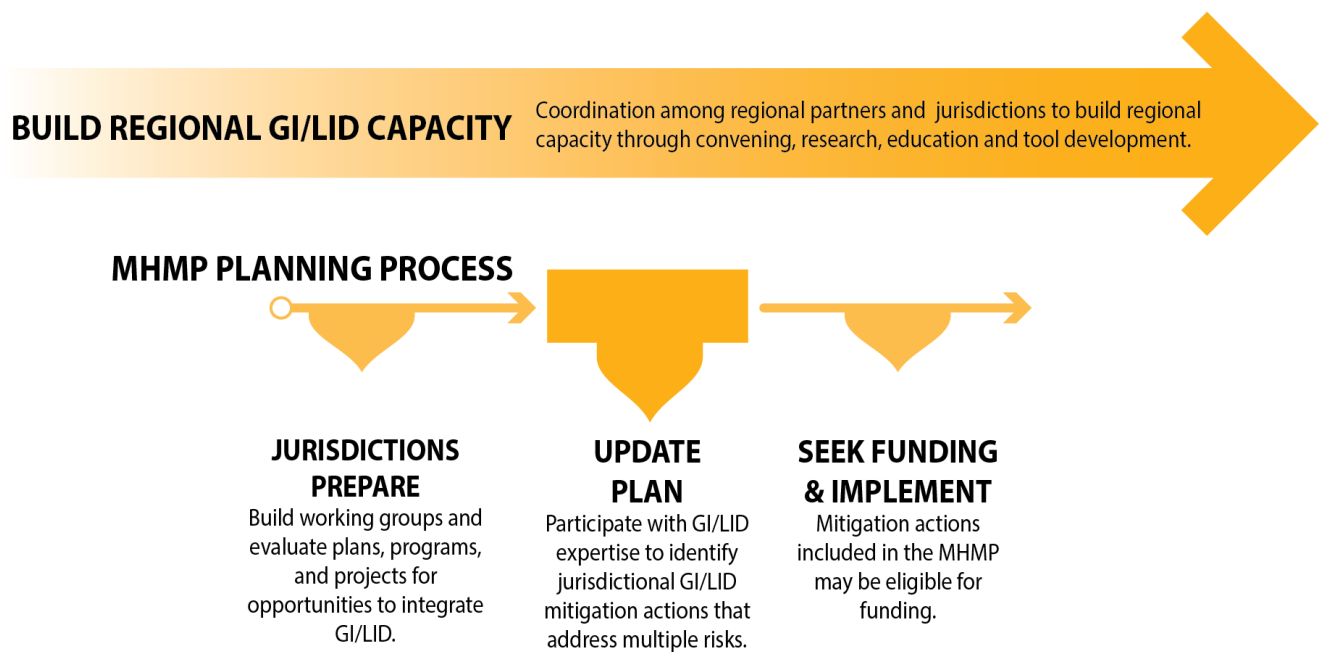 BUILD REGIONAL GI/LID CAPACITY
Coordination among regional partners and jurisdictions to build regional
capacity through convening, research, education and tool development.
MHMP PLANNING PROCESS
JURISDICTIONS
PREPARE
Build working groups and
evaluate plans, programs,
and projects for
opportunities to integrate
GI/LID.
UPDATE
PLAN
Participate with GI/LID
expertise to identify
jurisdictional GI/LID
mitigation actions that
address multiple risks.
SEEK FUNDING
& IMPLEMENT
Mitigation actions
included in the MHMP
may be eligible for
funding.